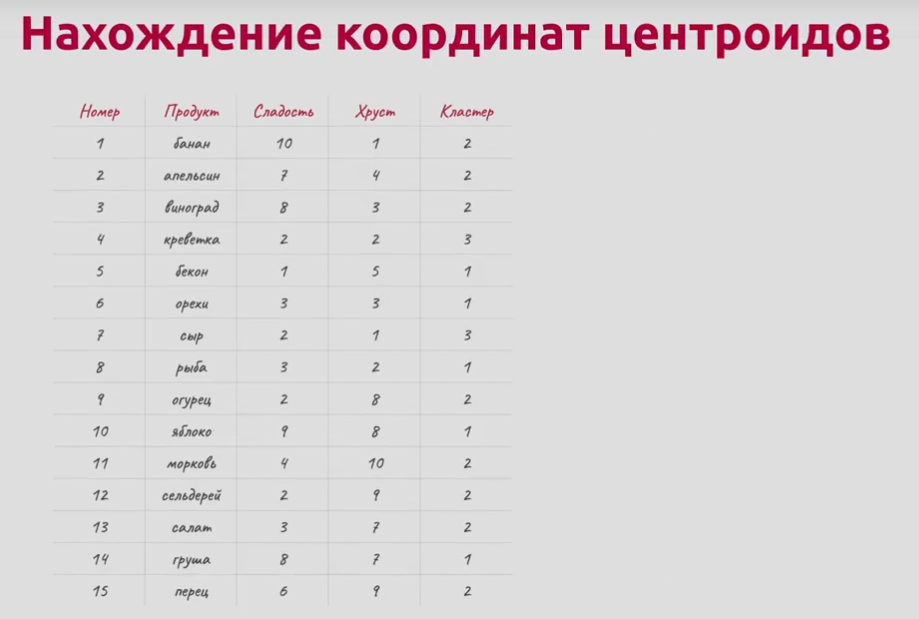 Нахождение координат центроидов
Номер Продукт Сладость Хруст Кластер
1 банан 10 1 2
2 апельсин 7 4 2
3 виноград 8 3 2
4 креветка 2 2 3
5 бекон 1 5 1
6 орехи 3 3 1
7 сыр 2 1 3
8 рыба 3 2 1
9 огурец 2 8 2
10 яблоко 9 8 1
11 морковь 4 10 2
12 сельдерей 2 9 2
13 салат 3 7 2
14 груша 8 7 1
15 перец 6 9 2